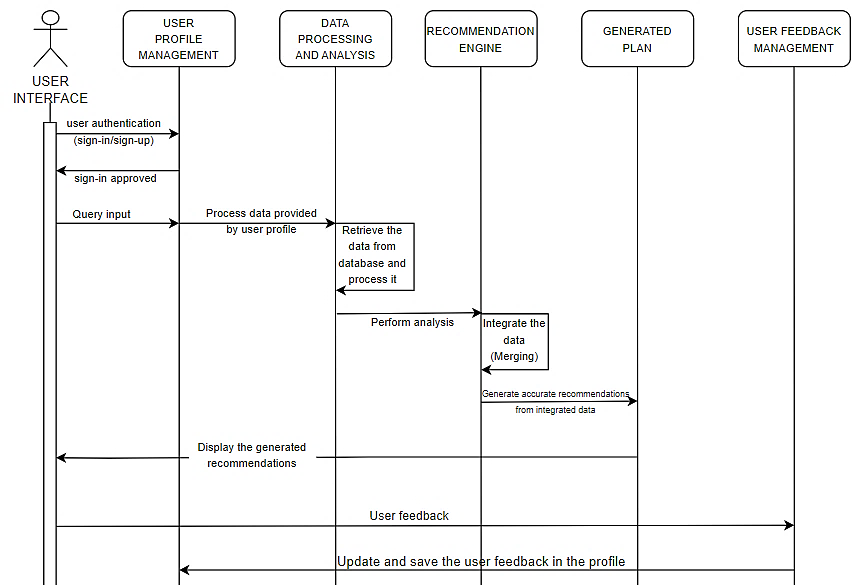 USER
PROFILE
MANAGEMENT
DATA
PROCESSING
AND ANALYSIS
RECOMMENDATION
ENGINE
GENERATED
PLAN
USER FEEDBACK
MANAGEMENT
USER
INTERFACE
user authentication
(sign-in/sign-up)
sign-in approved
Query input
Process data provided
by user profile
Retrieve the
data from
database and
process it
Perform analysis
Integrate the
data
(Merging)
Generate accurate recommendations
from integrated data
Display the generated
recommendations
User feedback
Update and save the user feedback in the profile